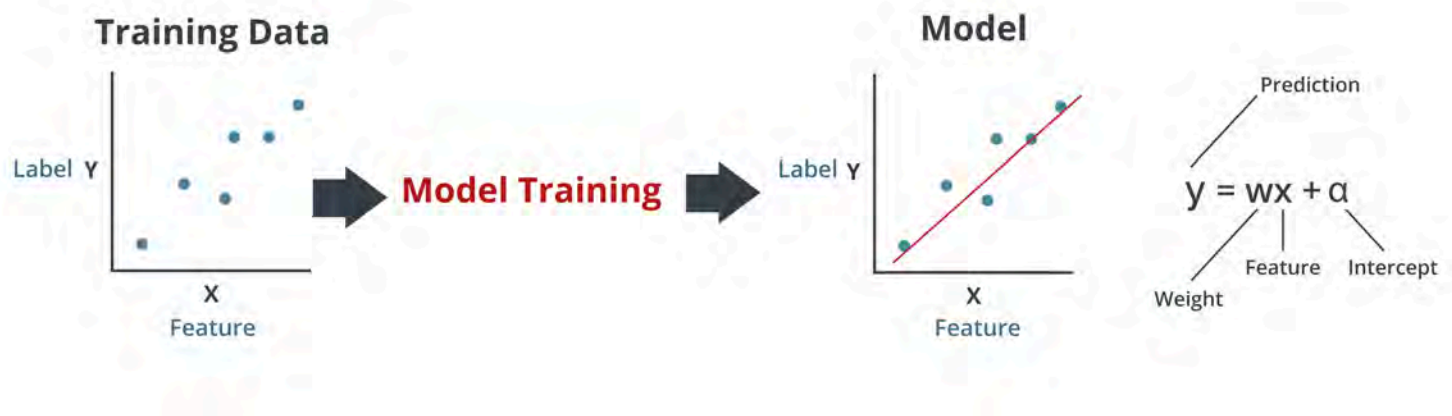 Training Data
Label Y
X
Feature
Model Training
Model
Label Y
X
Feature
Prediction
y = wx + α
Weight
Feature
Intercept